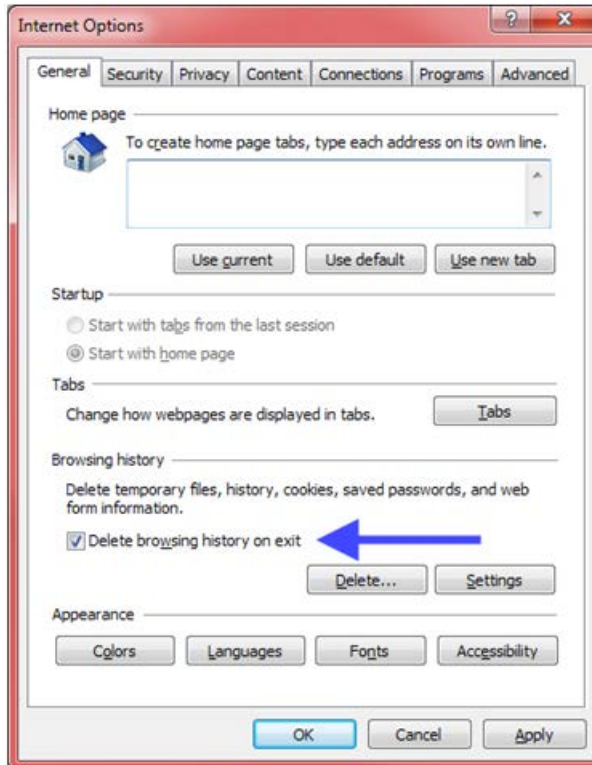 Internet Options
General Security Privacy Content Connections Programs Advanced
Home page
To create home page tabs, type each address on its own line.
Use current Use default Use new tab
Startup
Start with tabs from the last session
Start with home page
Tabs
Change how webpages are displayed in tabs. Tabs
Browsing history
Delete temporary files, history, cookies, saved passwords, and web
form information.
Delete browsing history on exit
Delete... Settings
Appearance
Colors Languages Fonts Accessibility
OK Cancel Apply